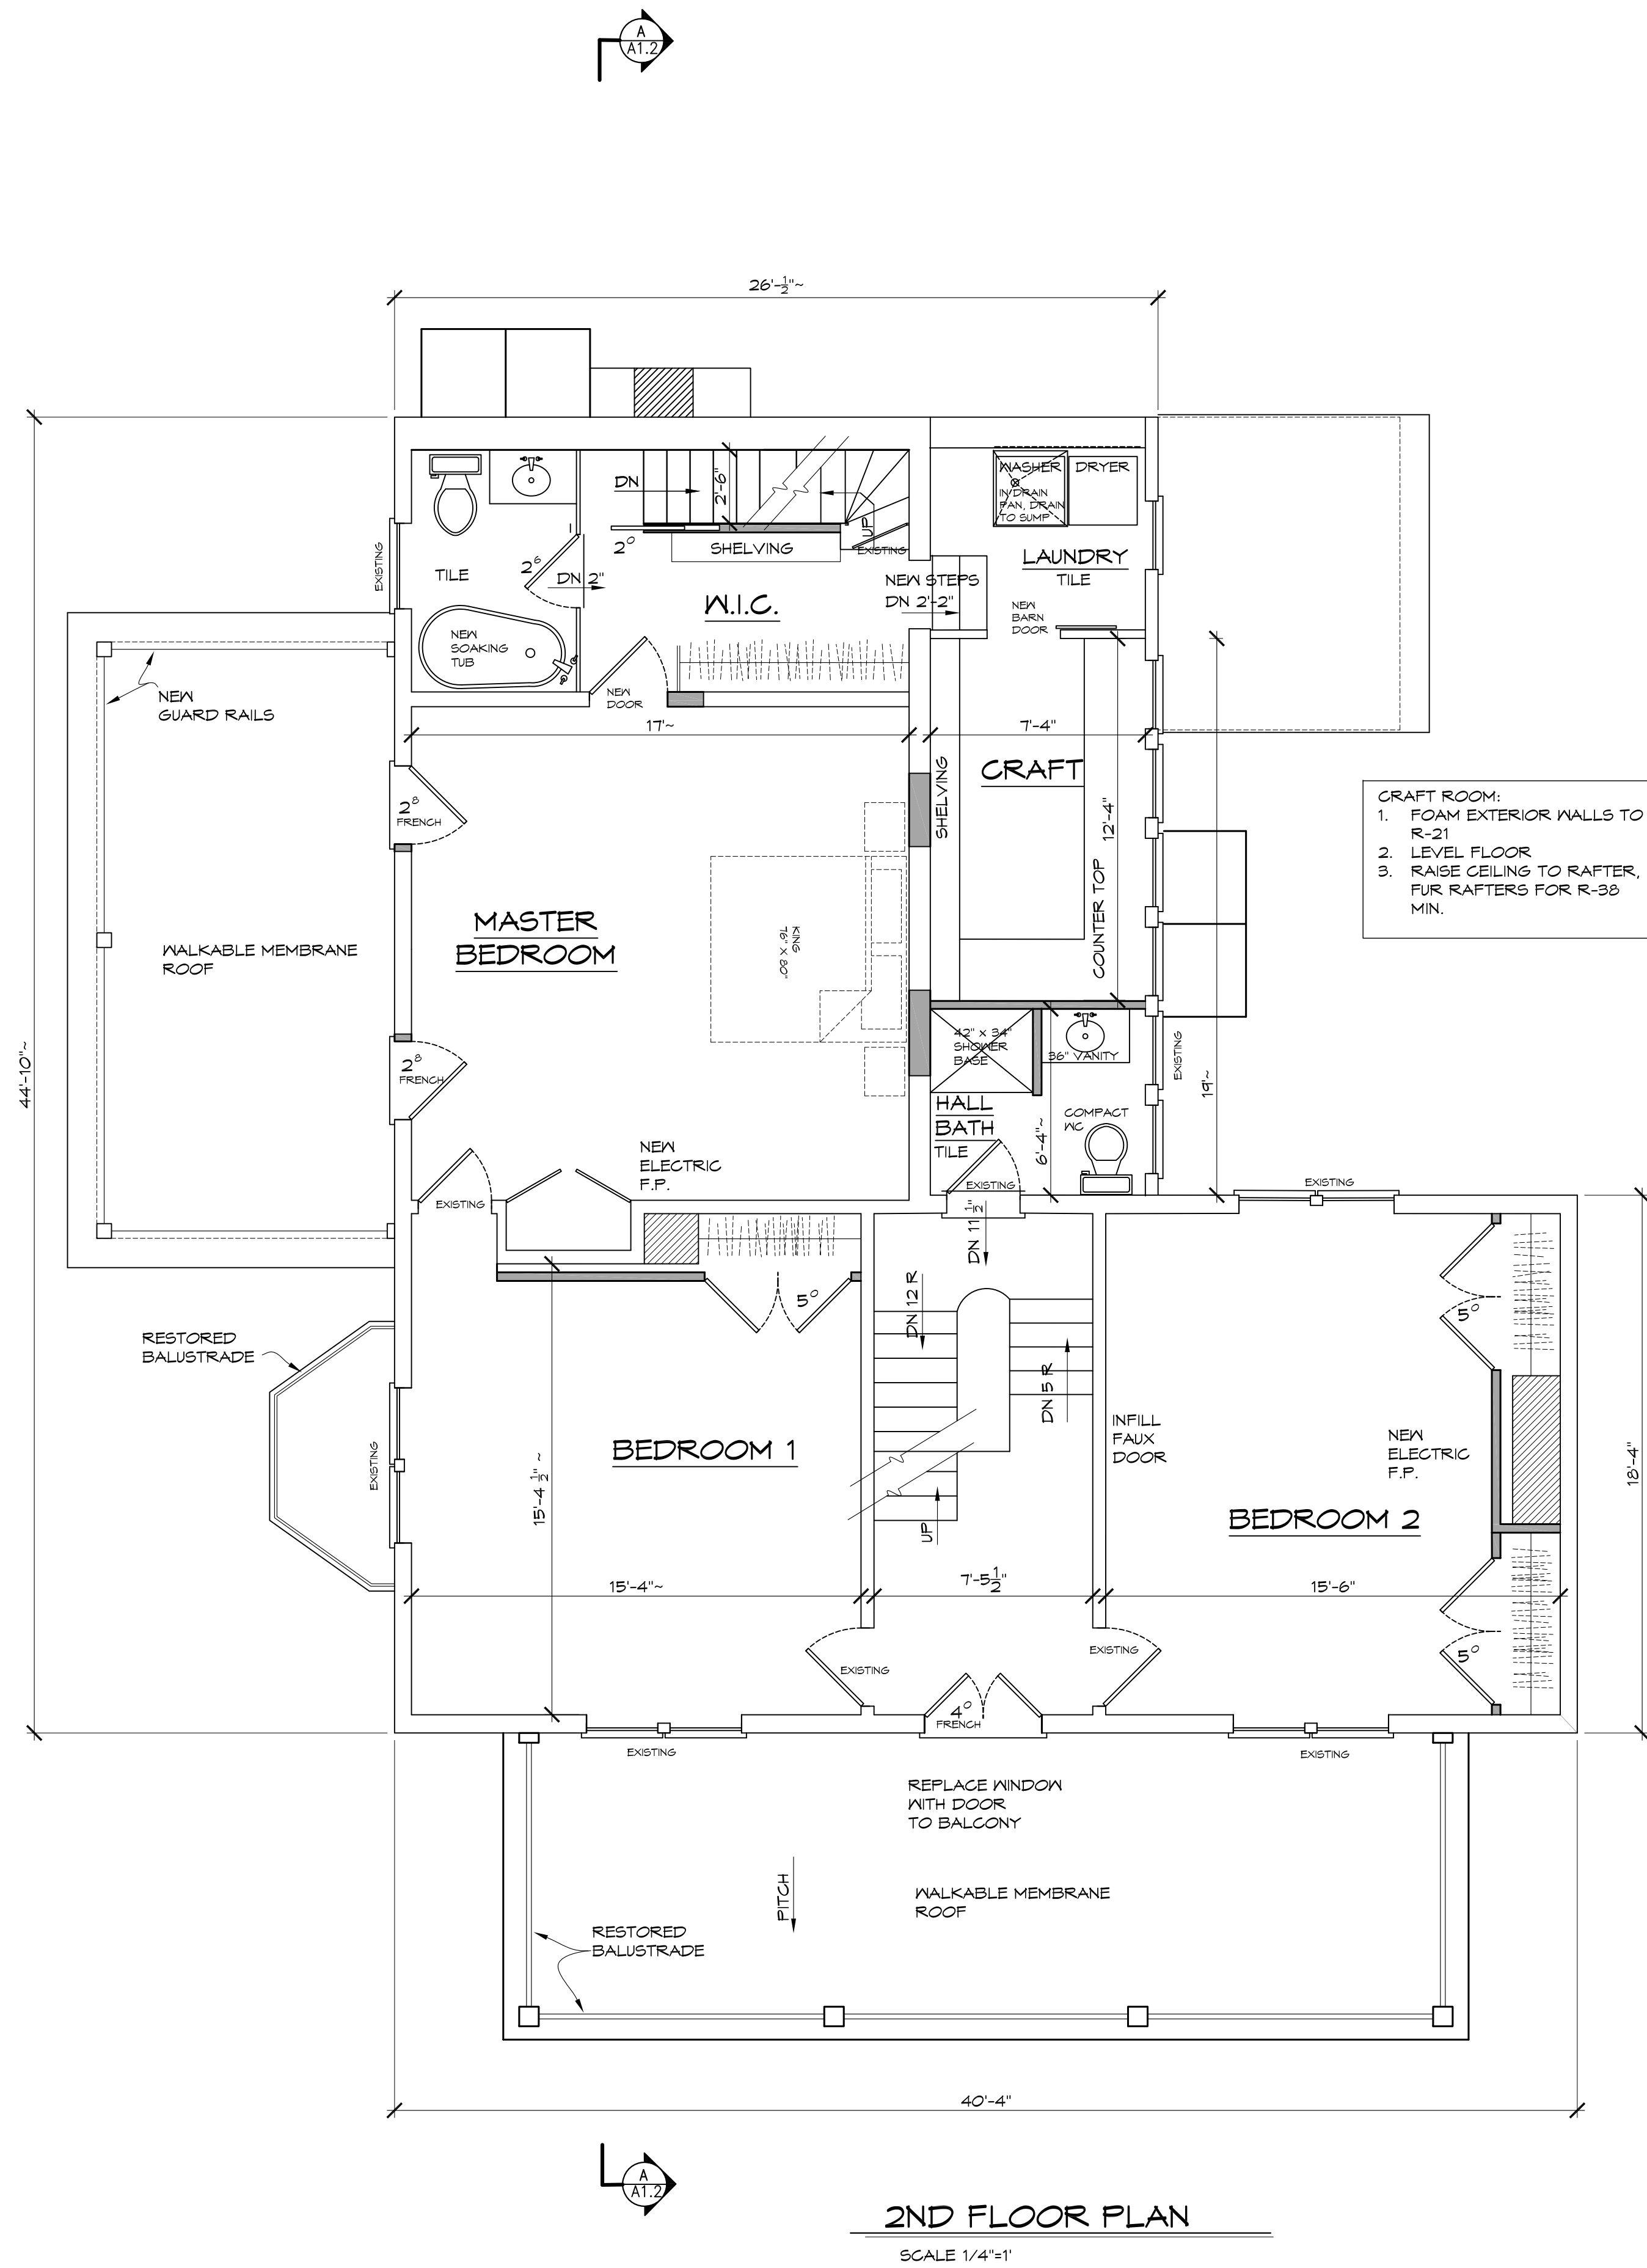 A
A1.2
26'-½"~
WASHER
IN DRAIN
PAN, DRAIN
TO SUMP
DRYER
DN
2'-6"
UP
EXISTING
SHELVING
2⁰
2⁶
DN 2"
TILE
EXISTING
W.I.C.
NEW STEPS
DN 2'-2"
LAUNDRY
TILE
NEW
BARN
DOOR
NEW
SOAKING
TUB
NEW
DOOR
NEW
GUARD RAILS
17'~
7'-4"
2⁸
FRENCH
SHELVING
CRAFT
12'-4"
COUNTER TOP
CRAFT ROOM:
1. FOAM EXTERIOR WALLS TO
R-21
2. LEVEL FLOOR
3. RAISE CEILING TO RAFTER,
FUR RAFTERS FOR R-38
MIN.
MASTER
BEDROOM
KING
76" X 80"
WALKABLE MEMBRANE
ROOF
44'-10"~
2⁸
FRENCH
42" x 34"
SHOWER
BASE
36" VANITY
EXISTING
19'~
HALL
BATH
TILE
COMPACT
WC
6'-4"~
NEW
ELECTRIC
F.P.
EXISTING
EXISTING
EXISTING
DN 11 ½"
DN 12 R
5⁰
5⁰
RESTORED
BALUSTRADE
DN 5 R
INFILL
FAUX
DOOR
NEW
ELECTRIC
F.P.
BEDROOM 1
EXISTING
15'-4 ½" ~
18'-4"
BEDROOM 2
UP
15'-4"~
7'-5½"
15'-6"
EXISTING
EXISTING
5⁰
4⁰
FRENCH
EXISTING
EXISTING
REPLACE WINDOW
WITH DOOR
TO BALCONY
PITCH
WALKABLE MEMBRANE
ROOF
RESTORED
BALUSTRADE
40'-4"
A
A1.2
2ND FLOOR PLAN
SCALE 1/4"=1'